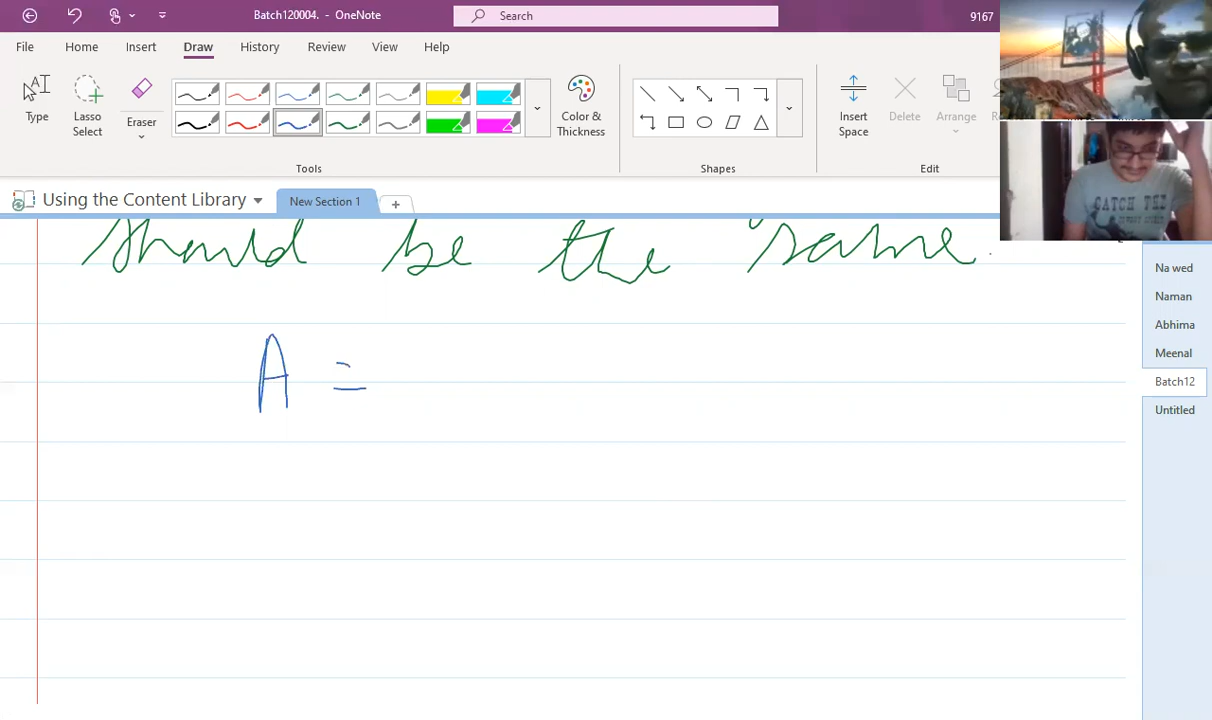 Batch120004. - OneNote
Search
9167
File Home Insert Draw History Review View Help
Type
Lasso Select
Eraser
Color & Thickness
Insert Space
Delete
Arrange
Tools
Shapes
Edit
Using the Content Library
New Section 1
+
should be the same.
A =
Na wed
Naman
Abhima
Meenal
Batch12
Untitled
CATCH THE